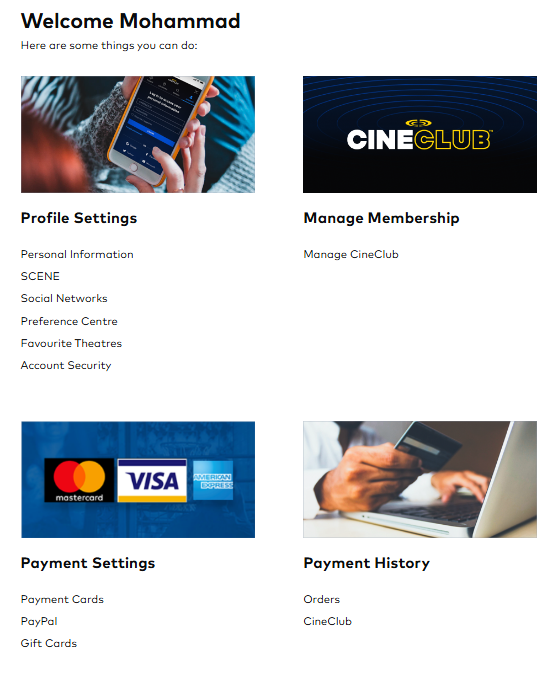 Welcome Mohammad
Here are some things you can do:
CINECLUB
Profile Settings
Personal Information
SCENE
Social Networks
Preference Centre
Favourite Theatres
Account Security
Manage Membership
Manage CineClub
mastercard
VISA
AMERICAN
EXPRESS
Payment Settings
Payment Cards
PayPal
Gift Cards
Payment History
Orders
CineClub